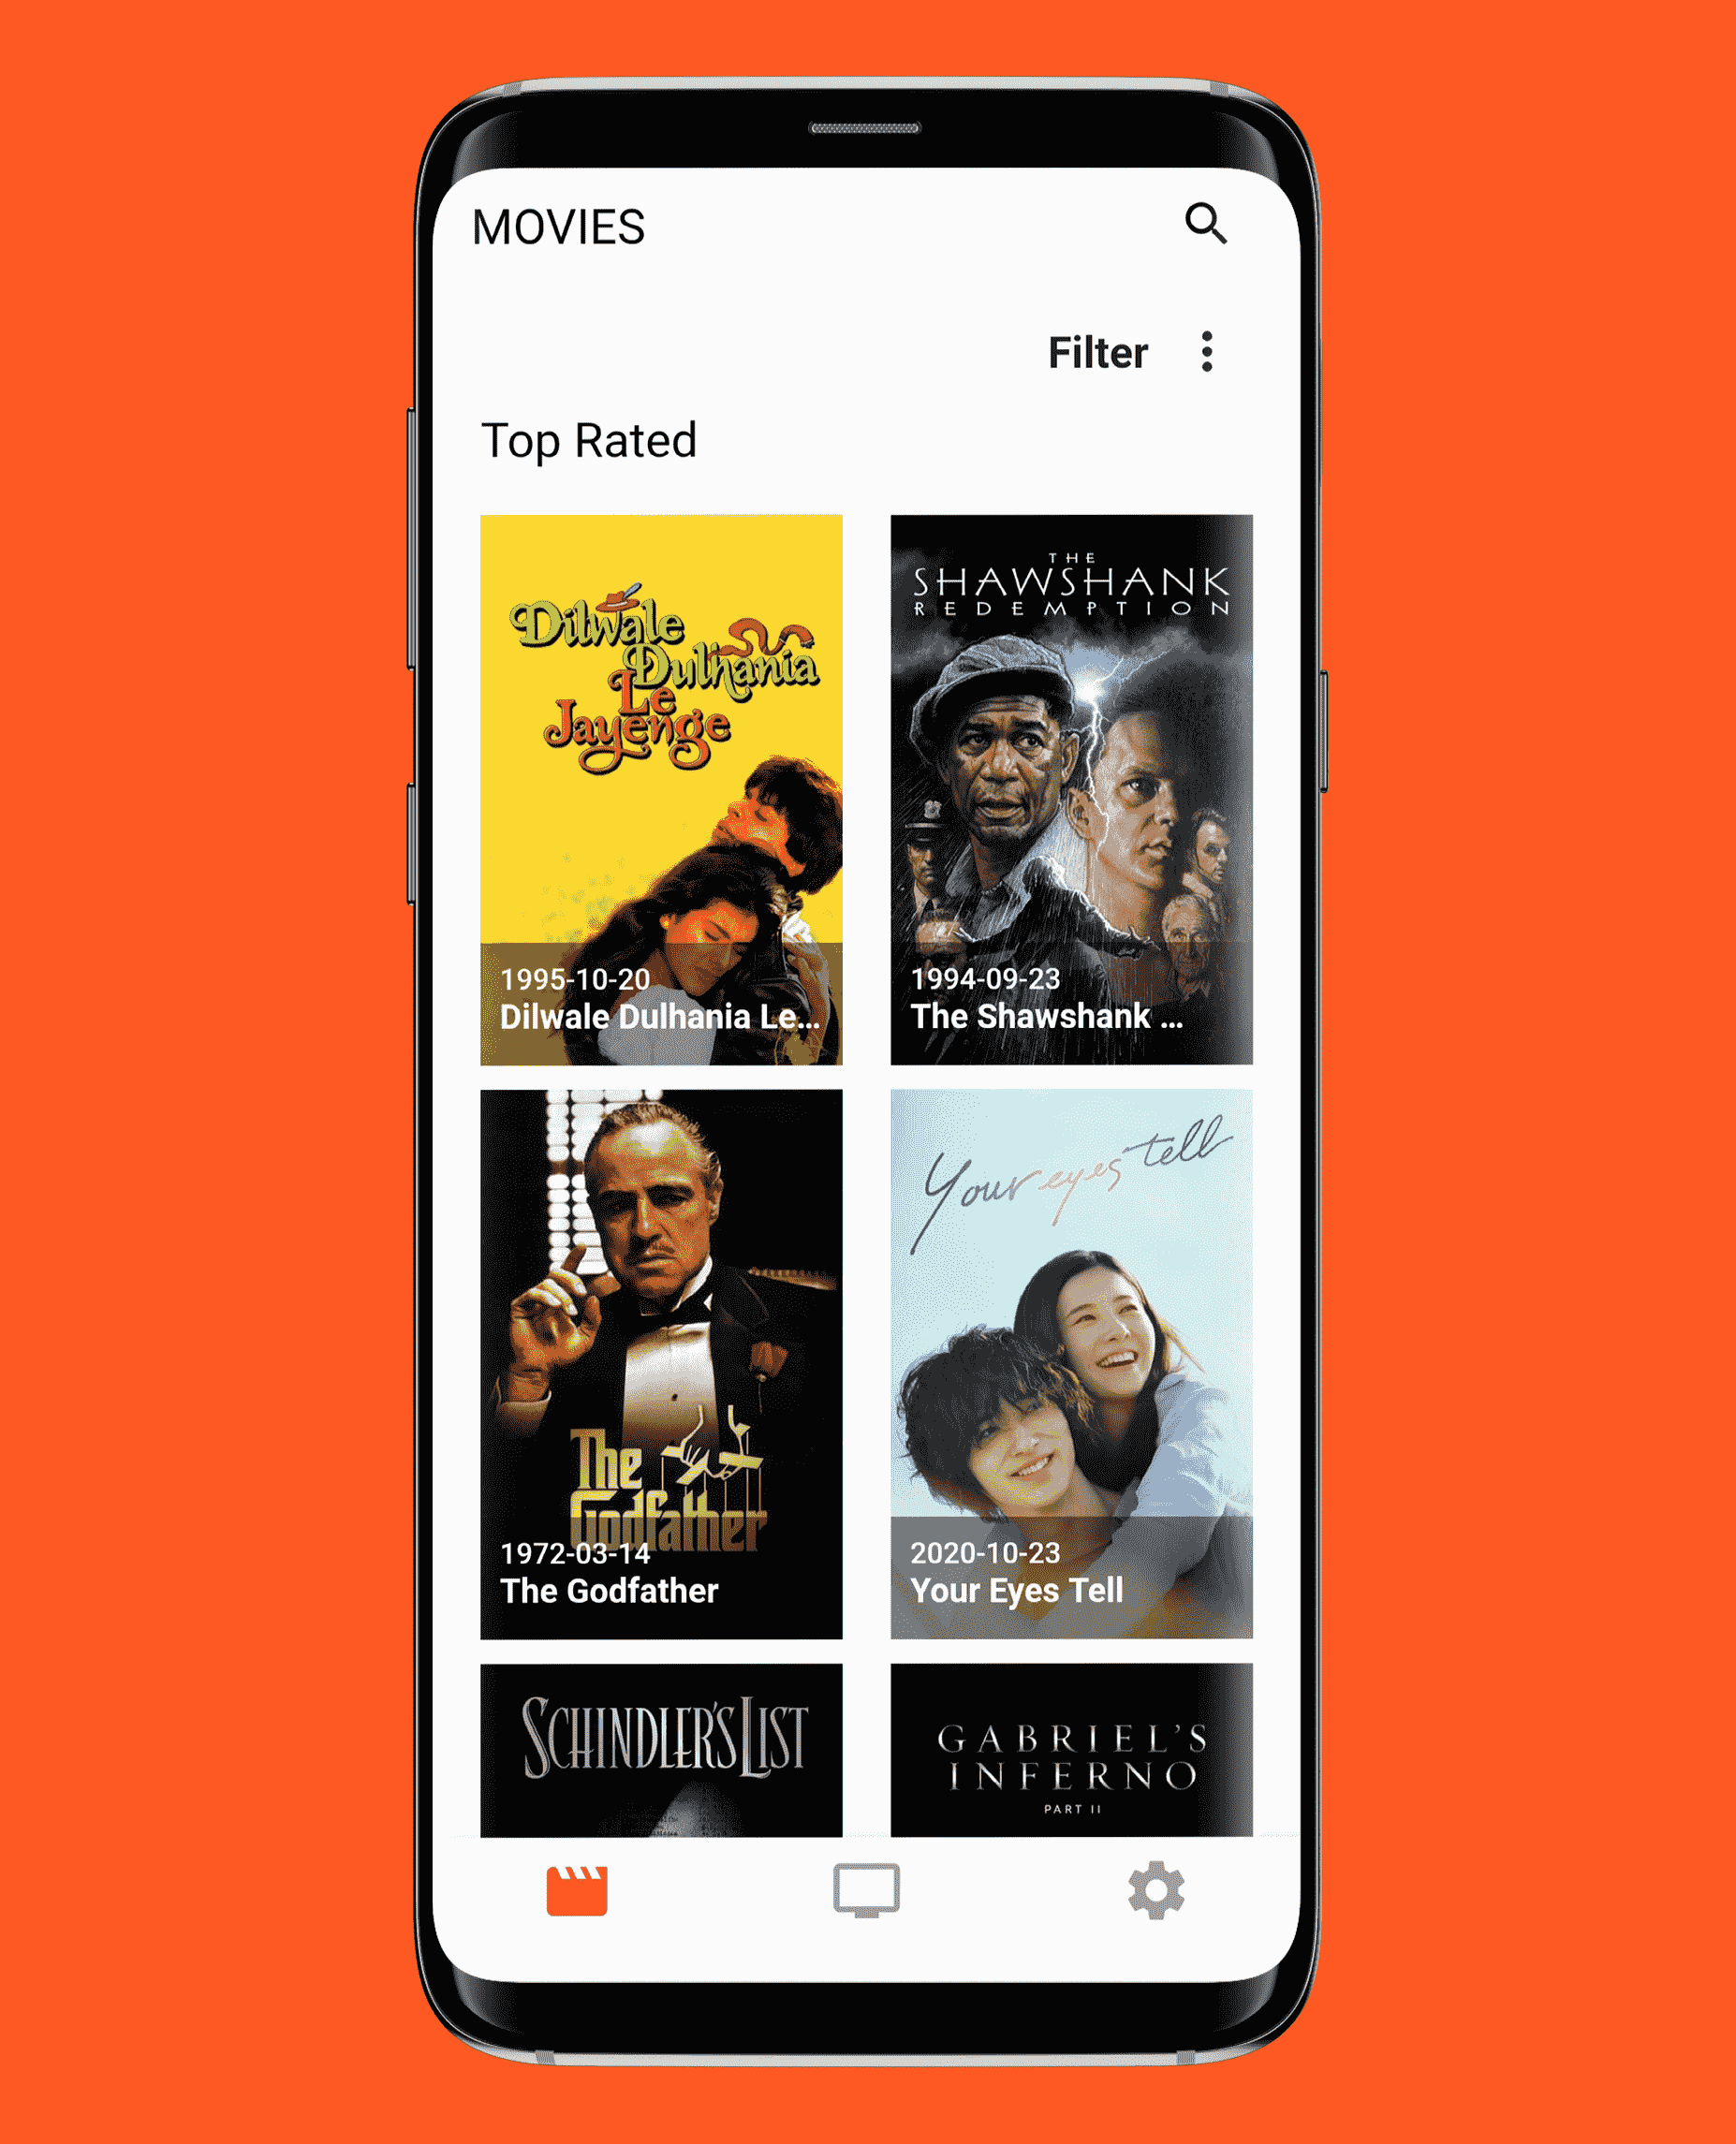 MOVIES
Filter
Top Rated
Dilwale
Dulhania
Le
Jayenge
1995-10-20
Dilwale Dulhania Le...
THE
SHAWSHANK
REDEMPTION
1994-09-23
The Shawshank ...
The
Godfather
1972-03-14
The Godfather
Your eyes tell
2020-10-23
Your Eyes Tell
SCHINDLER'S LIST
GABRIEL'S
INFERNO
PART II